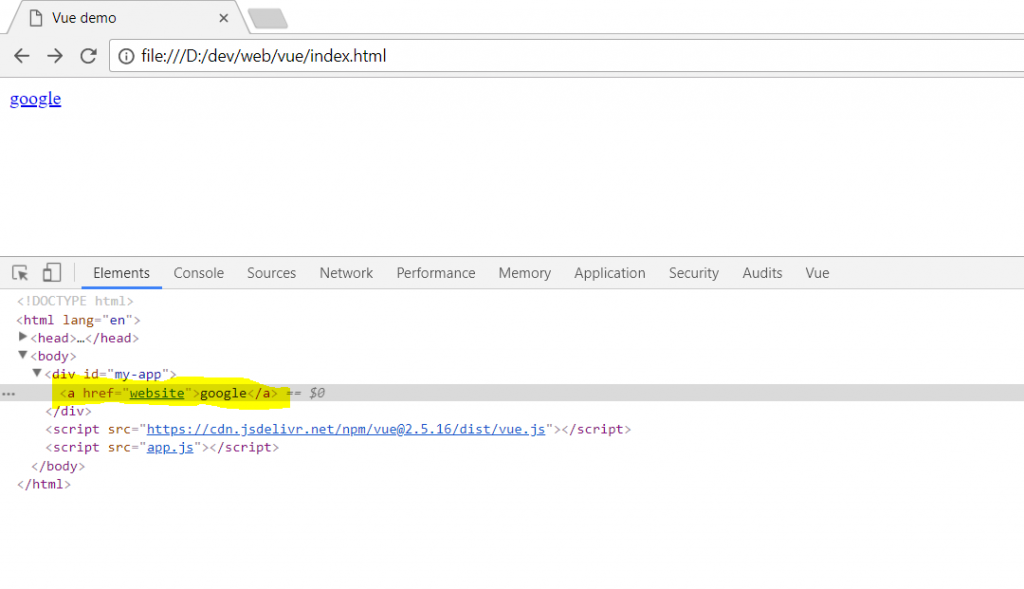 Vue demo
file:///D:/dev/web/vue/index.html
google
Elements Console Sources Network Performance Memory Application Security Audits Vue
<!DOCTYPE html>
<html lang="en">
<head>…</head>
<body>
<div id="my-app">
<a href="website">google</a> == $0
</div>
<script src="https://cdn.jsdelivr.net/npm/vue@2.5.16/dist/vue.js"></script>
<script src="app.js"></script>
</body>
</html>